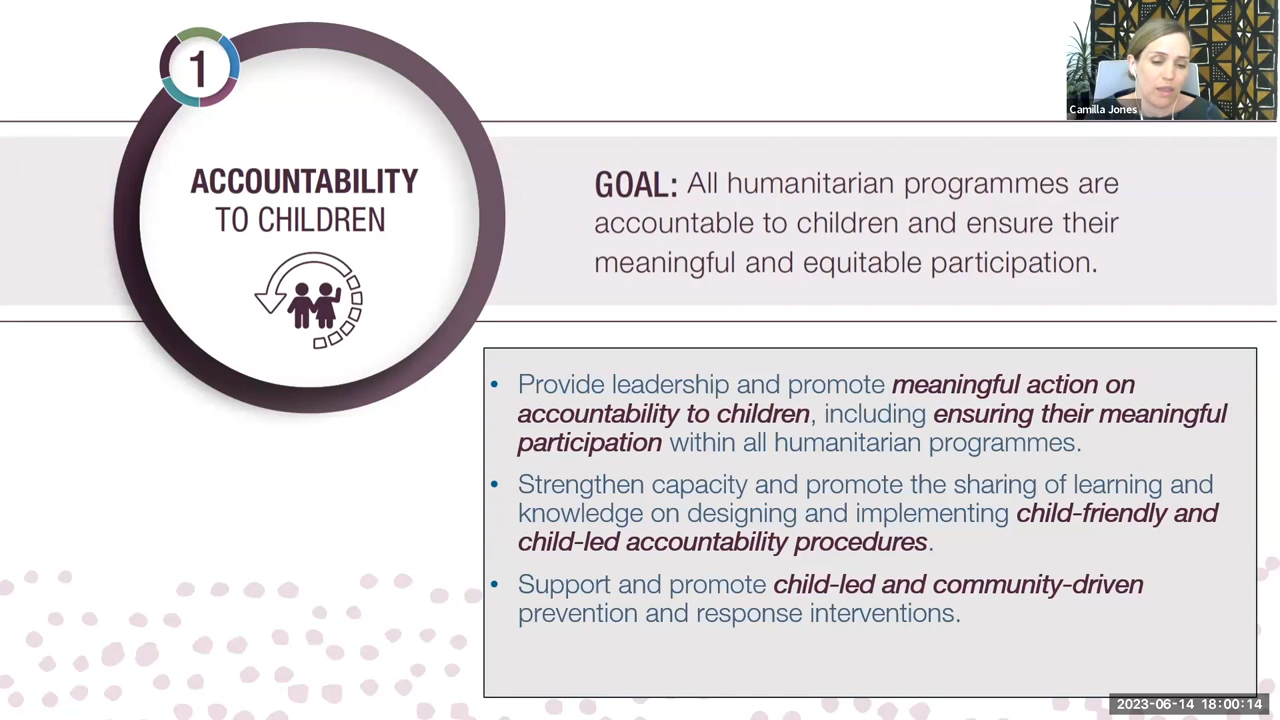 1
ACCOUNTABILITY
TO CHILDREN
GOAL: All humanitarian programmes are
accountable to children and ensure their
meaningful and equitable participation.
Camilla Jones
• Provide leadership and promote meaningful action on
accountability to children, including ensuring their meaningful
participation within all humanitarian programmes.
• Strengthen capacity and promote the sharing of learning and
knowledge on designing and implementing child-friendly and
child-led accountability procedures.
• Support and promote child-led and community-driven
prevention and response interventions.
2023-06-14 18:00:14